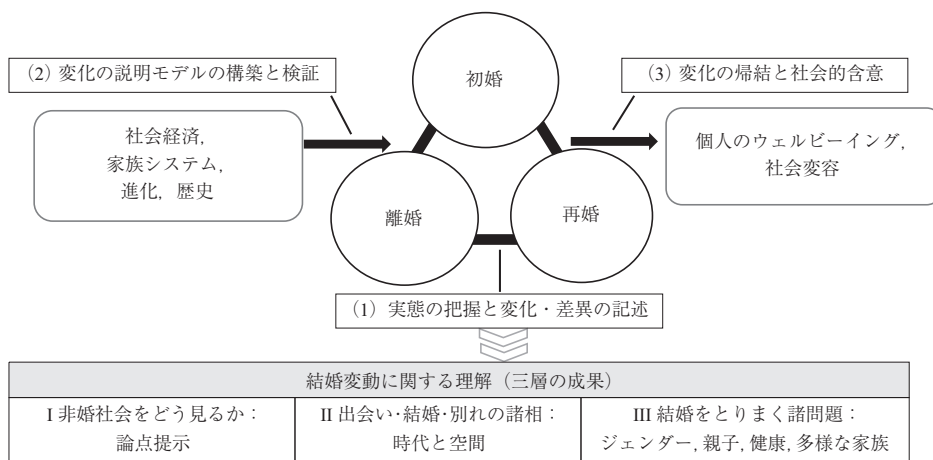 初婚
(2) 変化の説明モデルの構築と検証
(3) 変化の帰結と社会的含意
社会経済,
家族システム,
進化, 歴史
個人のウェルビーイング,
社会変容
離婚
再婚
(1) 実態の把握と変化・差異の記述
結婚変動に関する理解（三層の成果）
I 非婚社会をどう見るか：
論点提示
II 出会い・結婚・別れの諸相：
時代と空間
III 結婚をとりまく諸問題：
ジェンダー, 親子, 健康, 多様な家族